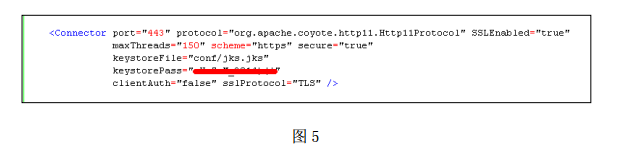 <Connector port="443" protocol="org.apache.coyote.http11.Http11Protocol" SSLEnabled="true"
maxThreads="150" scheme="https" secure="true"
keystoreFile="conf/jks.jks"
keystorePass="
clientAuth="false" sslProtocol="TLS" />
图 5